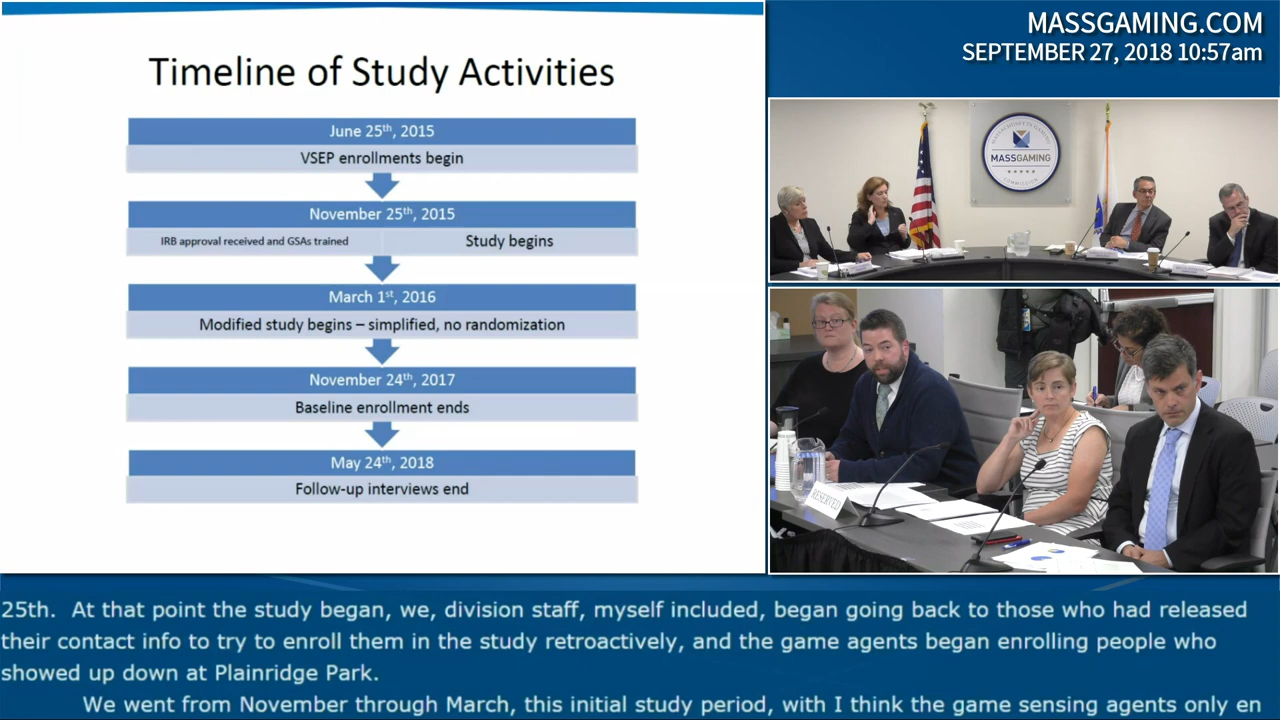 MASSGAMING.COM
SEPTEMBER 27, 2018 10:57am
Timeline of Study Activities
June 25th, 2015
VSEP enrollments begin
November 25th, 2015
IRB approval received and GSAs trained
Study begins
March 1st, 2016
Modified study begins – simplified, no randomization
November 24th, 2017
Baseline enrollment ends
May 24th, 2018
Follow-up interviews end
MASSGAMING
RESERVED
25th.  At that point the study began, we, division staff, myself included, began going back to those who had released
their contact info to try to enroll them in the study retroactively, and the game agents began enrolling people who
showed up down at Plainridge Park.
We went from November through March, this initial study period, with I think the game sensing agents only en